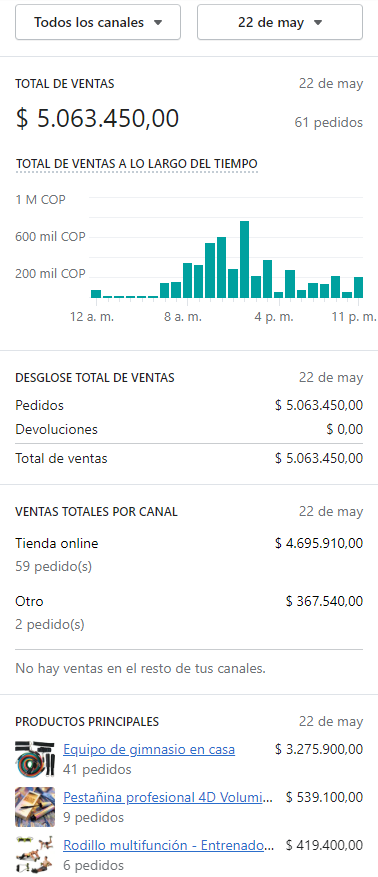 Todos los canales
22 de may
TOTAL DE VENTAS 22 de may
$ 5.063.450,00 61 pedidos
TOTAL DE VENTAS A LO LARGO DEL TIEMPO
1 M COP
600 mil COP
200 mil COP
12 a. m. 8 a. m. 4 p. m. 11 p. m.
DESGLOSE TOTAL DE VENTAS 22 de may
Pedidos $ 5.063.450,00
Devoluciones $ 0,00
Total de ventas $ 5.063.450,00
VENTAS TOTALES POR CANAL 22 de may
Tienda online $ 4.695.910,00
59 pedido(s)
Otro $ 367.540,00
2 pedido(s)
No hay ventas en el resto de tus canales.
PRODUCTOS PRINCIPALES 22 de may
Equipo de gimnasio en casa $ 3.275.900,00
41 pedidos
Pestañina profesional 4D Volumi... $ 539.100,00
9 pedidos
Rodillo multifunción - Entrenado... $ 419.400,00
6 pedidos